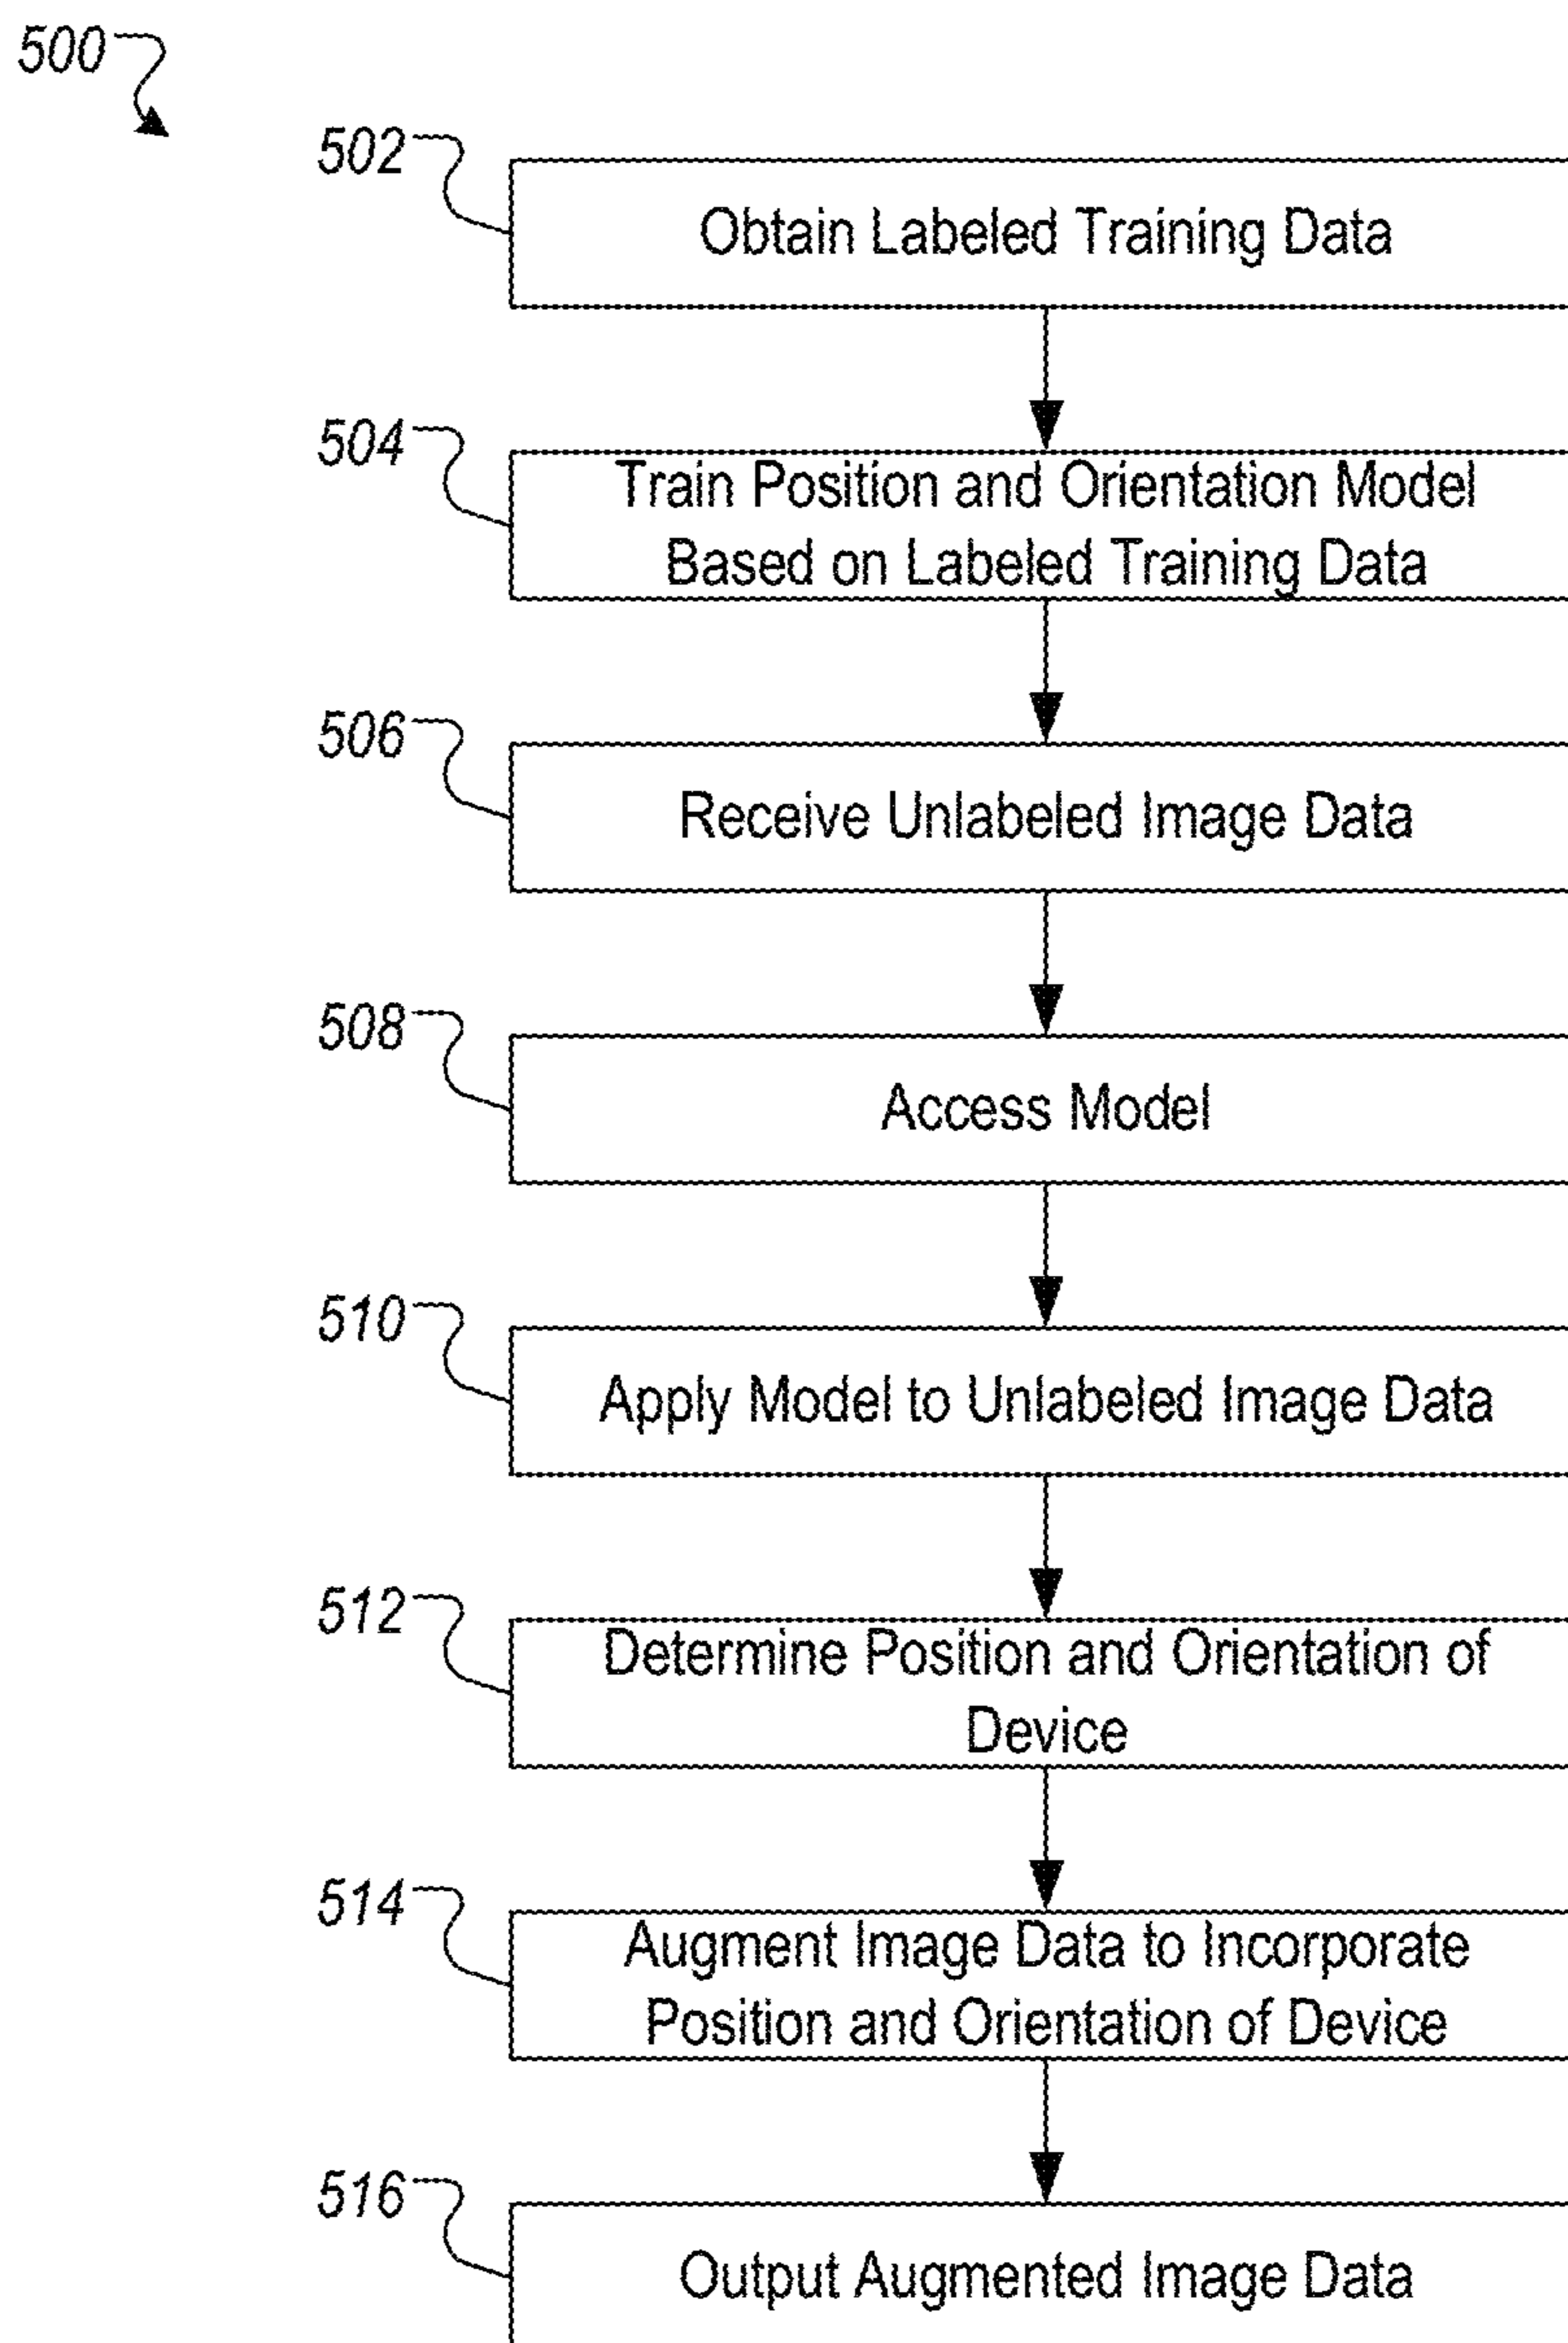 500
502
Obtain Labeled Training Data
504
Train Position and Orientation Model
Based on Labeled Training Data
506
Receive Unlabeled Image Data
508
Access Model
510
Apply Model to Unlabeled Image Data
512
Determine Position and Orientation of
Device
514
Augment Image Data to Incorporate
Position and Orientation of Device
516
Output Augmented Image Data